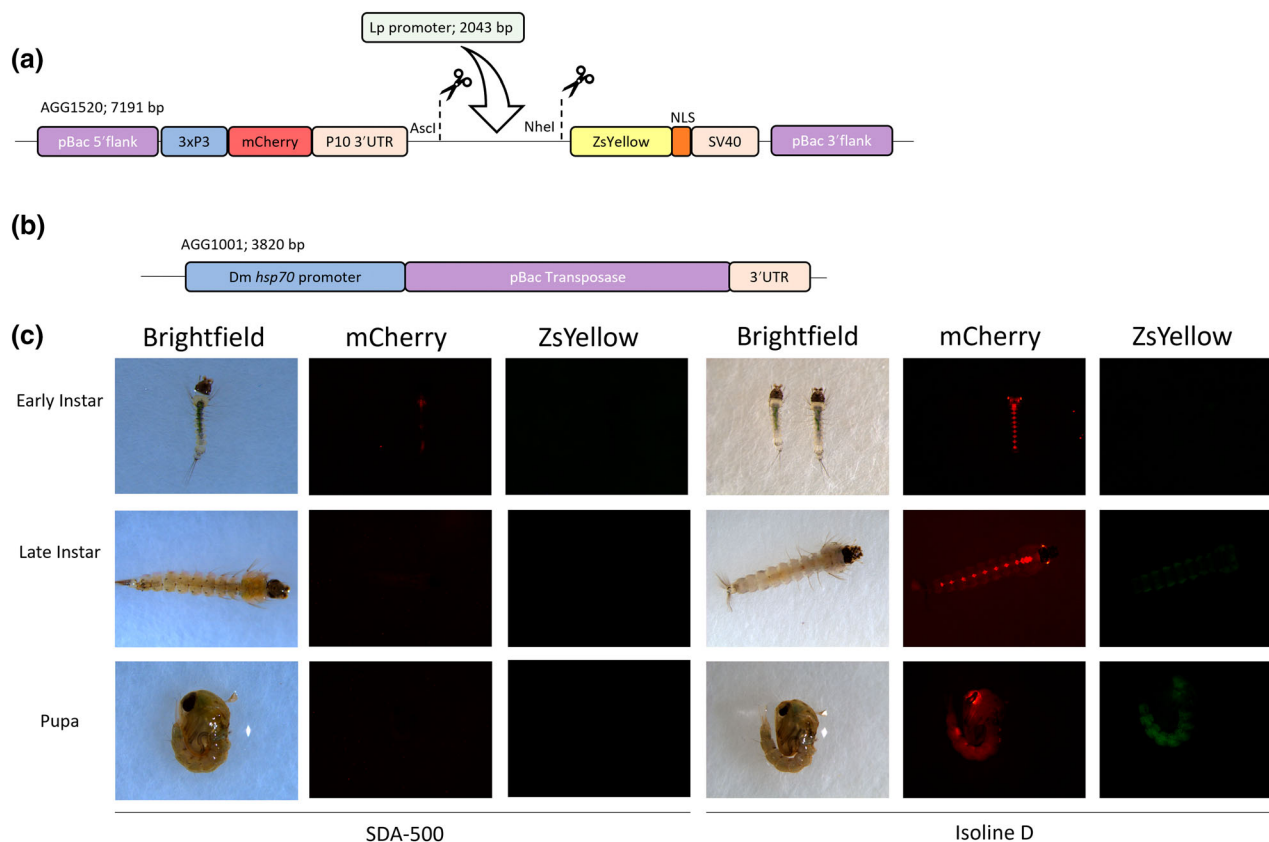 (a)
Lp promoter; 2043 bp
AGG1520; 7191 bp
AscI
NheI
NLS
pBac 5′flank
3xP3
mCherry
P10 3′UTR
ZsYellow
SV40
pBac 3′flank
(b)
AGG1001; 3820 bp
Dm hsp70 promoter
pBac Transposase
3′UTR
(c)
Brightfield
mCherry
ZsYellow
Brightfield
mCherry
ZsYellow
Early Instar
Late Instar
Pupa
SDA-500
Isoline D